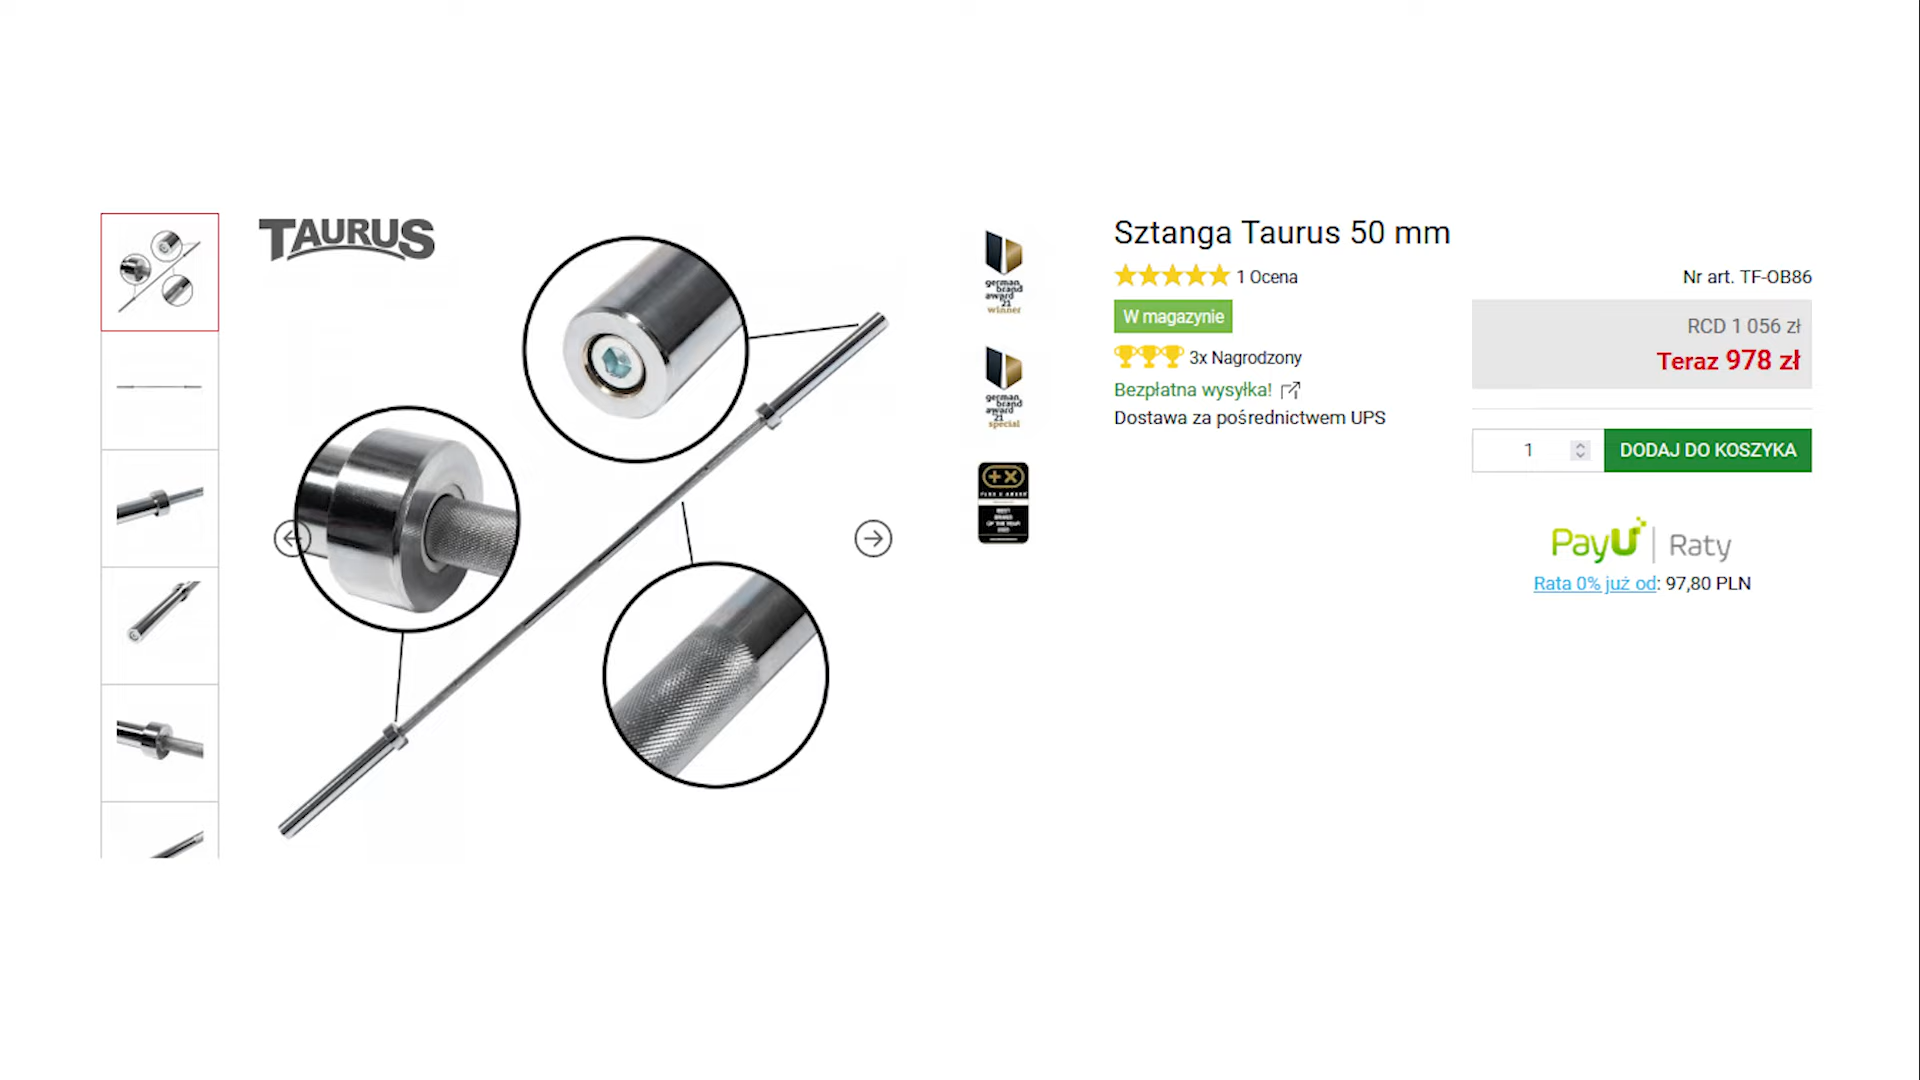 TAURUS
german
brand
award
'21
winner
german
brand
award
'21
special
Sztanga Taurus 50 mm
1 Ocena
W magazynie
3x Nagrodzony
Bezpłatna wysyłka!
Dostawa za pośrednictwem UPS
Nr art. TF-OB86
RCD 1 056 zł
Teraz 978 zł
1
DODAJ DO KOSZYKA
PayU | Raty
Rata 0% już od: 97,80 PLN